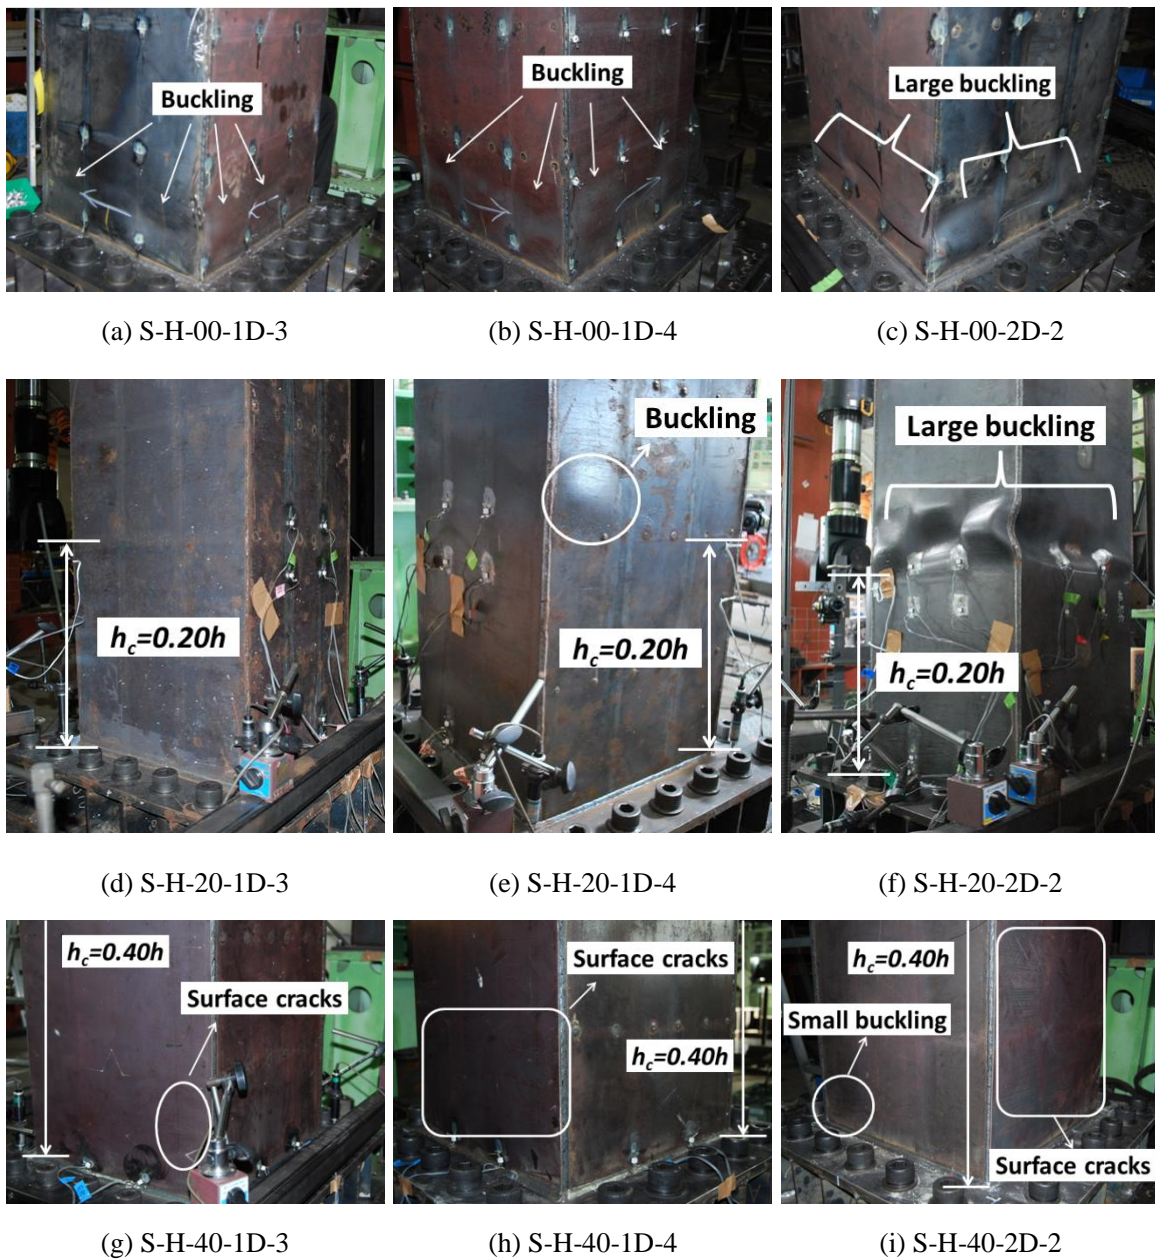 Buckling
Buckling
Large buckling
(a) S-H-00-1D-3
(b) S-H-00-1D-4
(c) S-H-00-2D-2
h_c=0.20h
Buckling
h_c=0.20h
Large buckling
h_c=0.20h
(d) S-H-20-1D-3
(e) S-H-20-1D-4
(f) S-H-20-2D-2
h_c=0.40h
Surface cracks
Surface cracks
h_c=0.40h
h_c=0.40h
Small buckling
Surface cracks
(g) S-H-40-1D-3
(h) S-H-40-1D-4
(i) S-H-40-2D-2